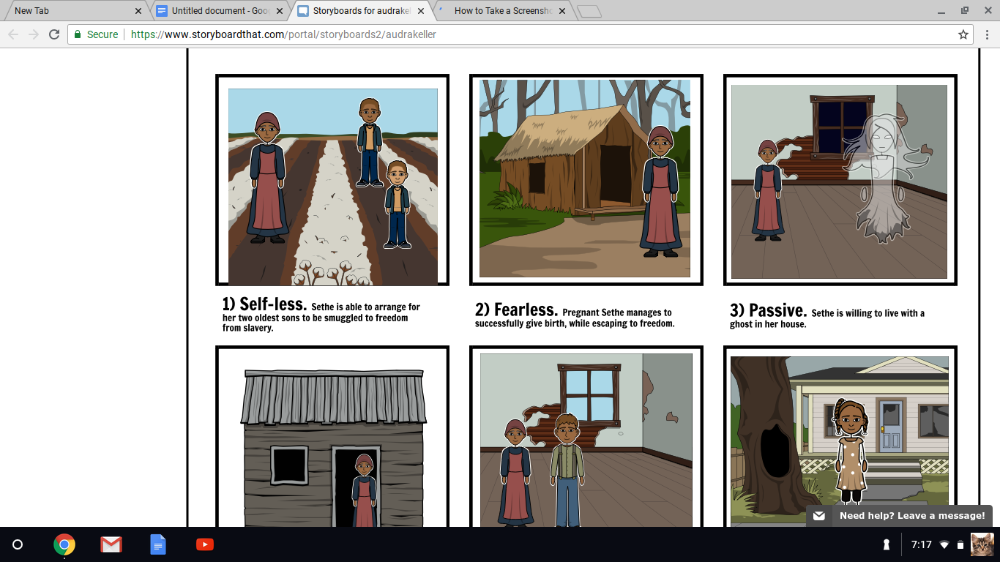 New Tab
Untitled document - Goo
Storyboards for audrakel
How to Take a Screensho
Secure
https://www.storyboardthat.com/portal/storyboards2/audrakeller
1) Self-less. Sethe is able to arrange for
her two oldest sons to be smuggled to freedom
from slavery.
2) Fearless. Pregnant Sethe manages to
successfully give birth, while escaping to freedom.
3) Passive. Sethe is willing to live with a
ghost in her house.
Need help? Leave a message!
7:17